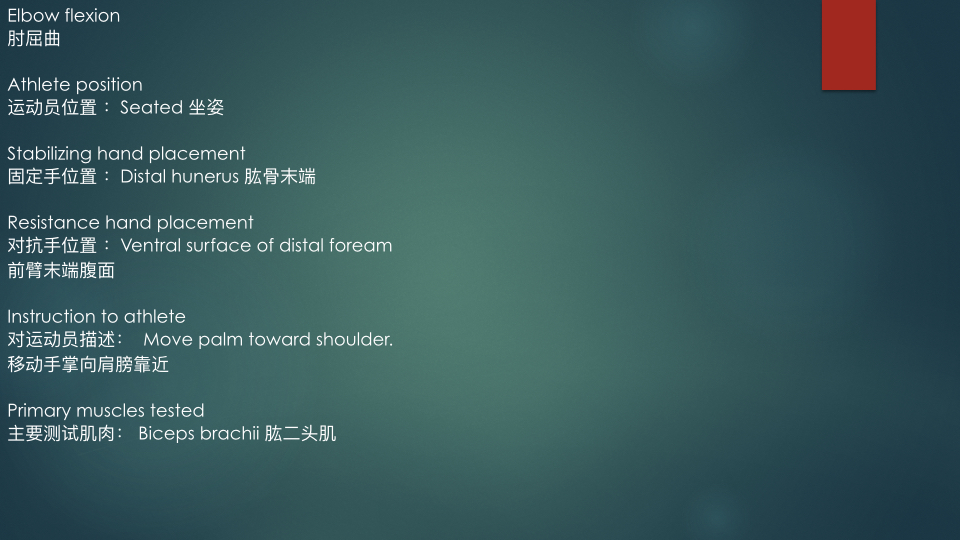 Elbow flexion
肘屈曲
Athlete position
运动员位置： Seated 坐姿
Stabilizing hand placement
固定手位置： Distal hunerus 肱骨末端
Resistance hand placement
对抗手位置： Ventral surface of distal foream
前臂末端腹面
Instruction to athlete
对运动员描述： Move palm toward shoulder.
移动手掌向肩膀靠近
Primary muscles tested
主要测试肌肉： Biceps brachii 肱二头肌